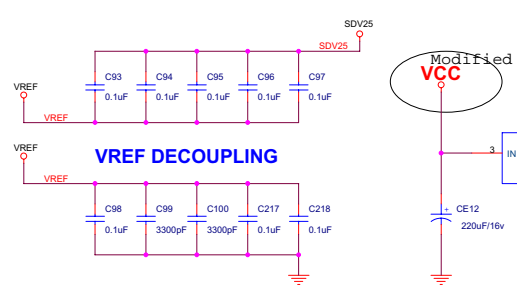 SDV25
SDV25
Modified
VCC
C93
C94
C95
C96
C97
VREF
0.1uF
0.1uF
0.1uF
0.1uF
0.1uF
VREF
VREF
VREF DECOUPLING
3
IN
VREF
C98
C99
C100
C217
C218
CE12
0.1uF
3300pF
3300pF
0.1uF
0.1uF
+
220uF/16v